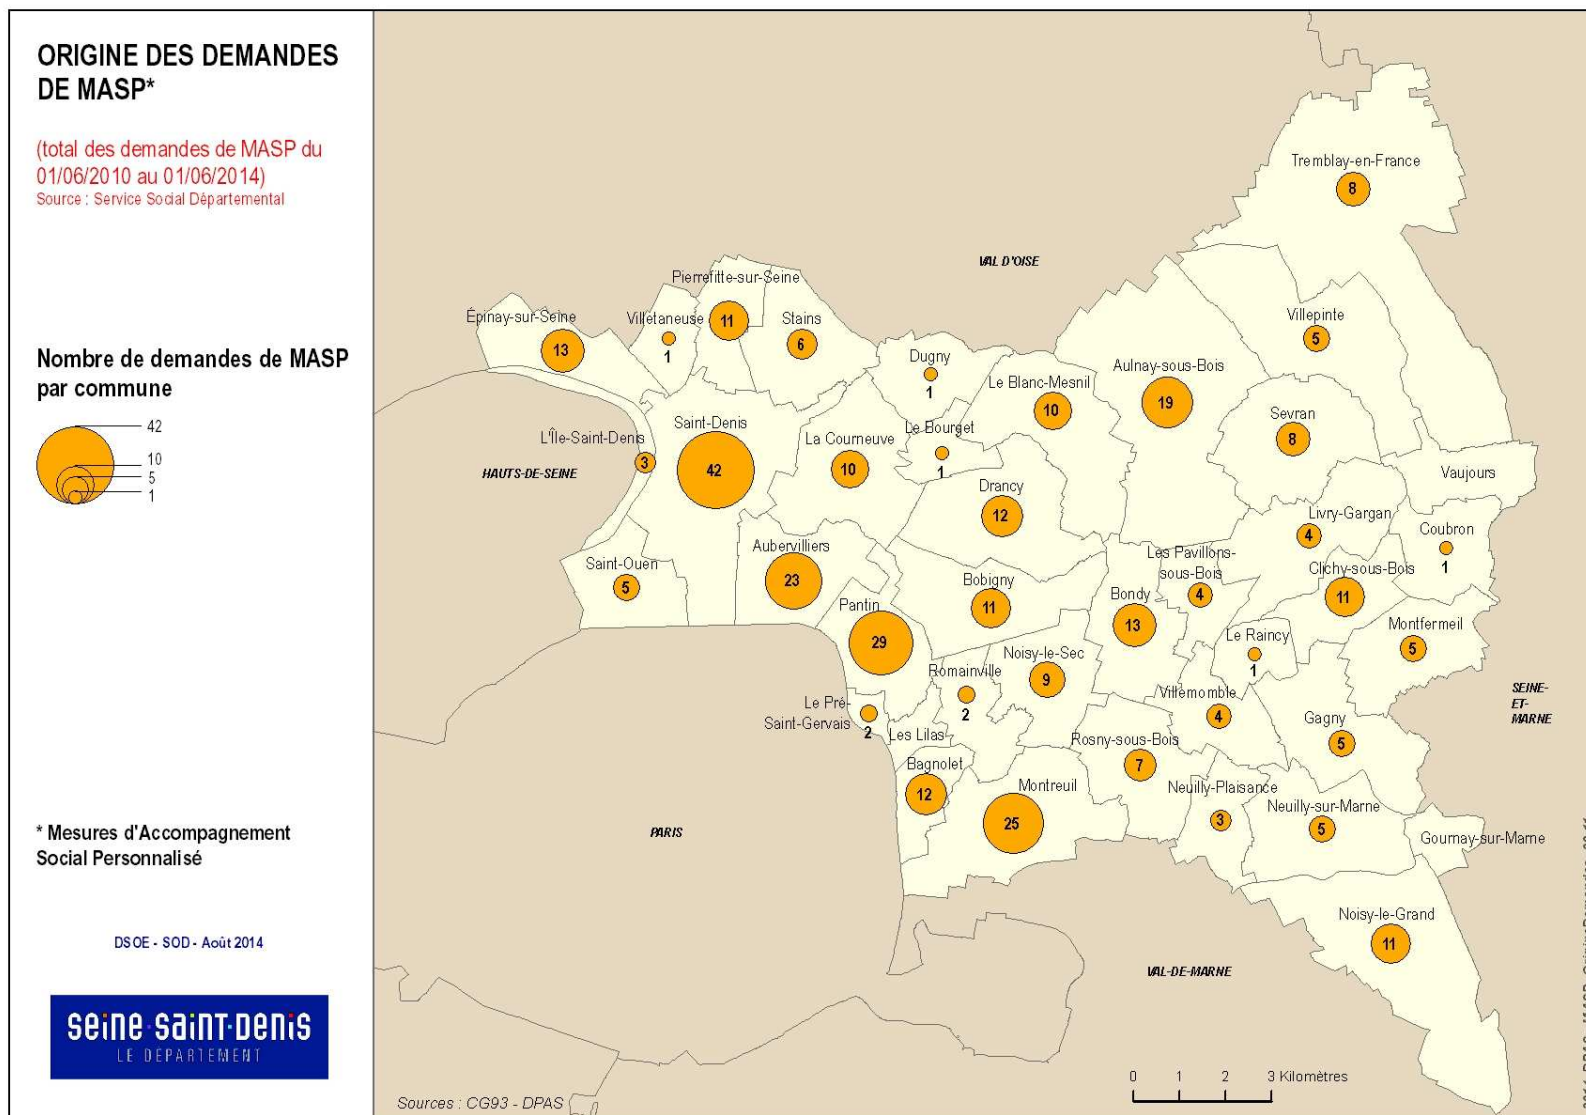 ORIGINE DES DEMANDES
DE MASP*
(total des demandes de MASP du
01/06/2010 au 01/06/2014)
Source : Service Social Départemental
Nombre de demandes de MASP
par commune
42
10
5
1
* Mesures d'Accompagnement
Social Personnalisé
DSOE - SOD - Août 2014
seine-saint-denis
LE DÉPARTEMENT
Tremblay-en-France
8
VAL D'OISE
Pierrefitte-sur-Seine
11
Épinay-sur-Seine
13
Villetaneuse
1
Stains
6
Villepinte
5
Dugny
1
Le Blanc-Mesnil
10
Aulnay-sous-Bois
19
Sevran
8
Saint-Denis
42
L'Île-Saint-Denis
3
La Courneuve
10
Le Bourget
1
HAUTS-DE-SEINE
Vaujours
Drancy
12
Livry-Gargan
4
Coubron
1
Aubervilliers
23
Saint-Ouen
5
Les Pavillons-
sous-Bois
4
Clichy-sous-Bois
11
Bobigny
11
Bondy
13
Pantin
29
Montfermeil
5
Le Raincy
1
Noisy-le-Sec
9
Romainville
2
Villemomble
4
Le Pré-
Saint-Gervais
2
SEINE-
ET-
MARNE
Gagny
5
Les Lilas
Rosny-sous-Bois
7
Bagnolet
12
Montreuil
25
Neuilly-Plaisance
3
Neuilly-sur-Marne
5
PARIS
Gournay-sur-Marne
Noisy-le-Grand
11
VAL-DE-MARNE
0 1 2 3 Kilomètres
Sources : CG93 - DPAS